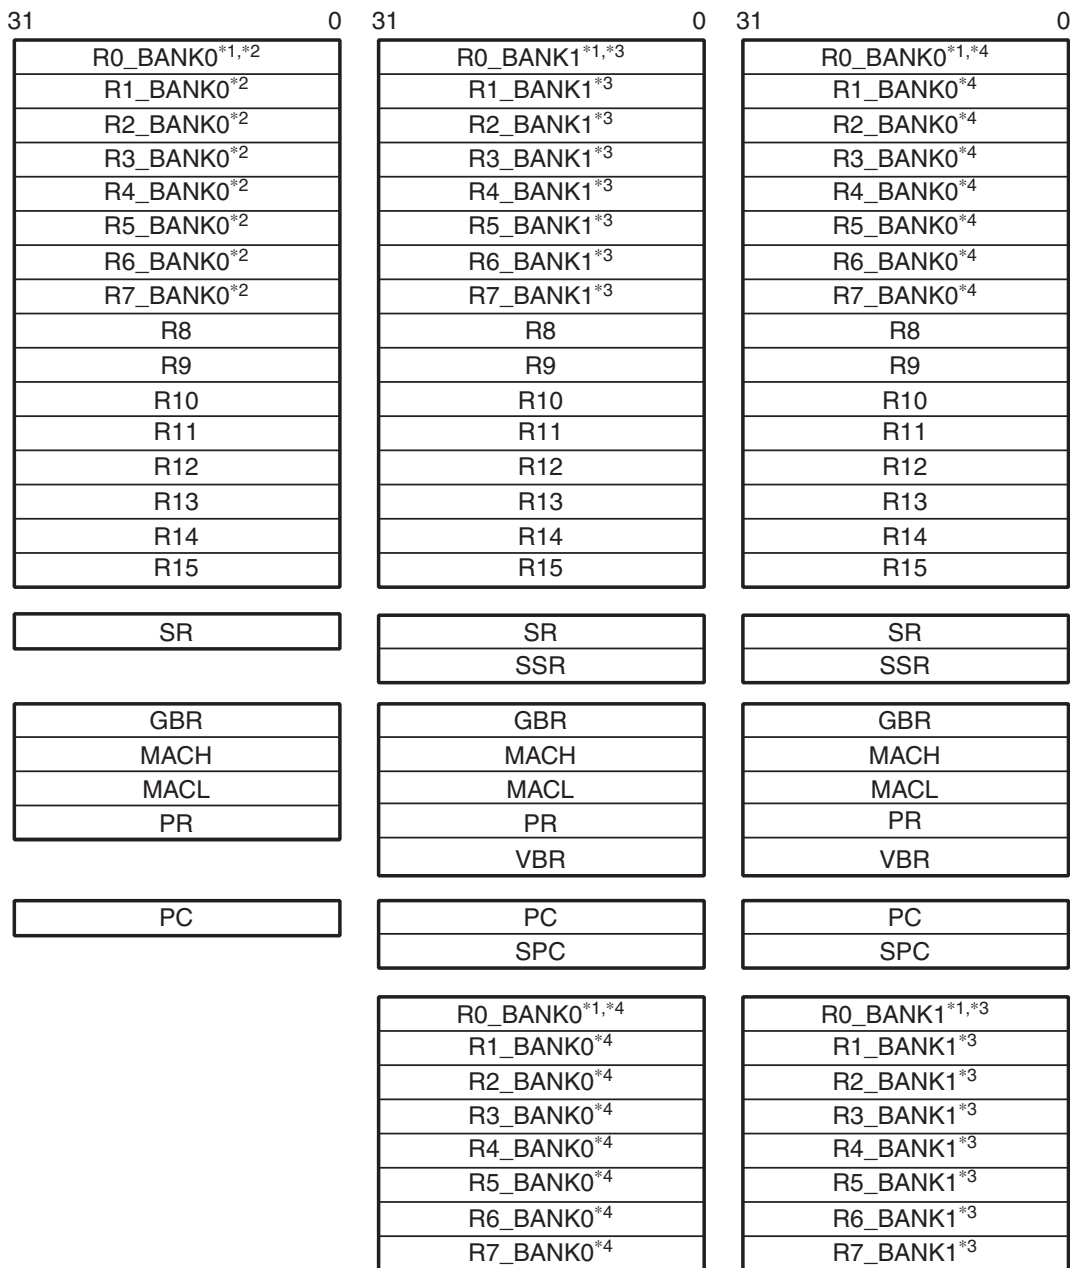 31 0 31 0 31 0
R0_BANK0*1,*2 R0_BANK1*1,*3 R0_BANK0*1,*4
R1_BANK0*2 R1_BANK1*3 R1_BANK0*4
R2_BANK0*2 R2_BANK1*3 R2_BANK0*4
R3_BANK0*2 R3_BANK1*3 R3_BANK0*4
R4_BANK0*2 R4_BANK1*3 R4_BANK0*4
R5_BANK0*2 R5_BANK1*3 R5_BANK0*4
R6_BANK0*2 R6_BANK1*3 R6_BANK0*4
R7_BANK0*2 R7_BANK1*3 R7_BANK0*4
R8 R8 R8
R9 R9 R9
R10 R10 R10
R11 R11 R11
R12 R12 R12
R13 R13 R13
R14 R14 R14
R15 R15 R15
SR SR SR
SSR SSR
GBR GBR GBR
MACH MACH MACH
MACL MACL MACL
PR PR PR
VBR VBR
PC PC PC
SPC SPC
R0_BANK0*1,*4 R0_BANK1*1,*3
R1_BANK0*4 R1_BANK1*3
R2_BANK0*4 R2_BANK1*3
R3_BANK0*4 R3_BANK1*3
R4_BANK0*4 R4_BANK1*3
R5_BANK0*4 R5_BANK1*3
R6_BANK0*4 R6_BANK1*3
R7_BANK0*4 R7_BANK1*3